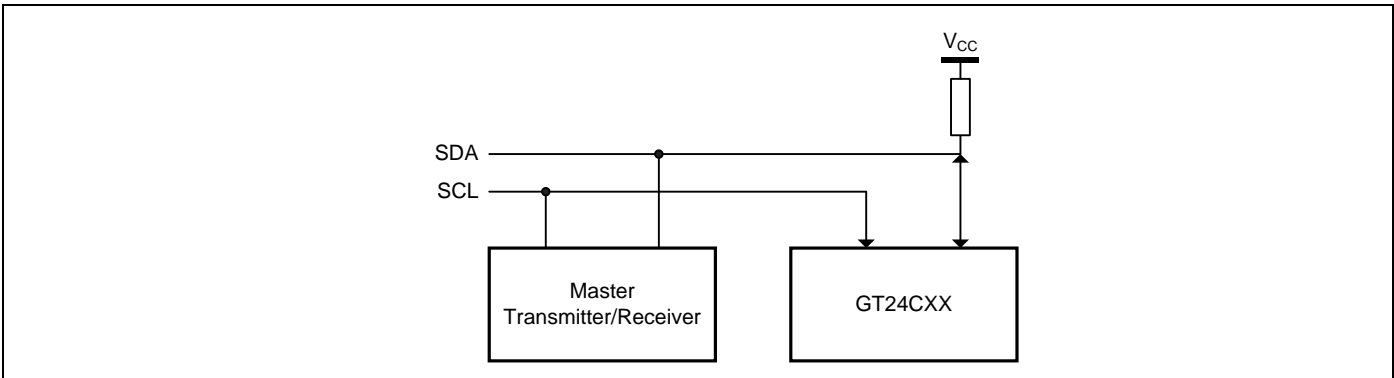 VCC
SDA
SCL
Master
Transmitter/Receiver
GT24CXX